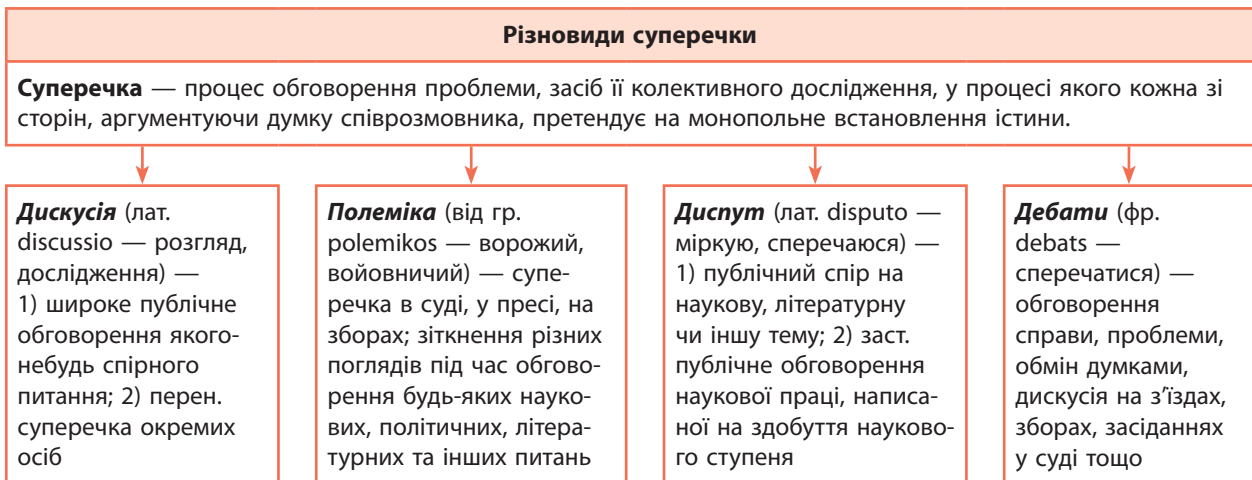 Різновиди суперечки
Суперечка — процес обговорення проблеми, засіб її колективного дослідження, у процесі якого кожна зі
сторін, аргументуючи думку співрозмовника, претендує на монопольне встановлення істини.
Дискусія (лат.
discussio — розгляд,
дослідження) —
1) широке публічне
обговорення якого-
небудь спірного
питання; 2) перен.
суперечка окремих
осіб
Полеміка (від гр.
polemikos — ворожий,
войовничий) — супе-
речка в суді, у пресі, на
зборах; зіткнення різних
поглядів під час обгово-
рення будь-яких науко-
вих, політичних, літера-
турних та інших питань
Диспут (лат. disputo —
міркую, сперечаюся) —
1) публічний спір на
наукову, літературну
чи іншу тему; 2) заст.
публічне обговорення
наукової праці, написа-
ної на здобуття науково-
го ступеня
Дебати (фр.
debats —
сперечатися) —
обговорення
справи, проблеми,
обмін думками,
дискусія на з’їздах,
зборах, засіданнях
у суді тощо